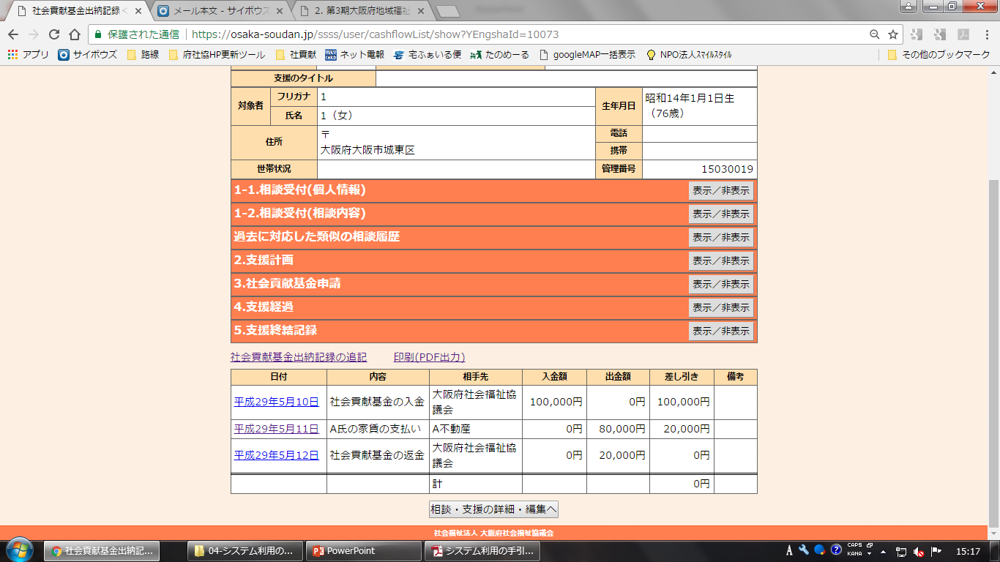 社会貢献基金出納記録 <
メール本文 - サイボウズ
2. 第3期大阪府地域福祉
保護された通信 https://osaka-soudan.jp/ssss/user/cashflowList/show?YEngshaId=10073
アプリ サイボウズ 路線 府社協HP更新ツール 社貢献 ネット電報 宅ふぁいる便 たのめーる googleMAP一括表示 NPO法人ｽﾏｲﾙｽﾀｲﾙ その他のブックマーク
支援のタイトル
対象者 フリガナ 1 生年月日 昭和14年1月1日生
（76歳）
氏名 1（女）
住所 〒 電話
大阪府大阪市城東区 携帯
世帯状況 管理番号 15030019
1-1.相談受付(個人情報) 表示／非表示
1-2.相談受付(相談内容) 表示／非表示
過去に対応した類似の相談履歴 表示／非表示
2.支援計画 表示／非表示
3.社会貢献基金申請 表示／非表示
4.支援経過 表示／非表示
5.支援終結記録 表示／非表示
社会貢献基金出納記録の追記 印刷(PDF出力)
日付 内容 相手先 入金額 出金額 差し引き 備考
平成29年5月10日 社会貢献基金の入金 大阪府社会福祉協議会 100,000円 0円 100,000円
平成29年5月11日 A氏の家賃の支払い A不動産 0円 80,000円 20,000円
平成29年5月12日 社会貢献基金の返金 大阪府社会福祉協議会 0円 20,000円 0円
計 0円
相談・支援の詳細・編集へ
社会福祉法人 大阪府社会福祉協議会
社会貢献基金出納記... 04-システム利用の... PowerPoint システム利用の手引... A CAPS KANA 15:17